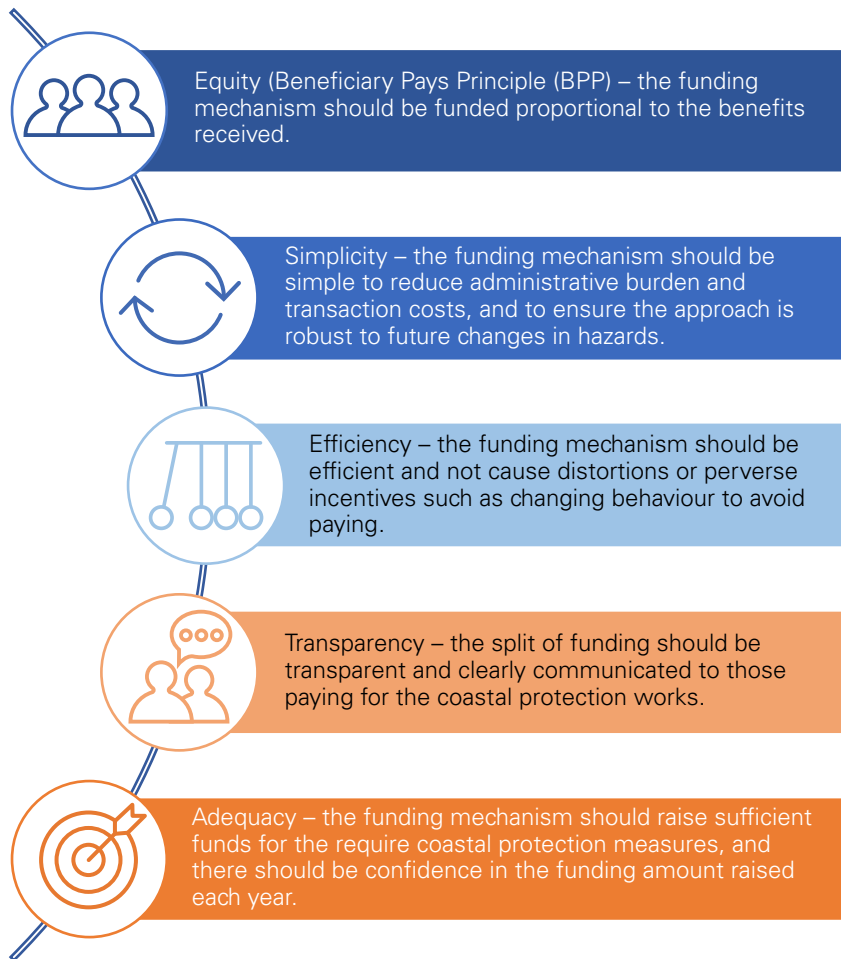 Equity (Beneficiary Pays Principle (BPP) – the funding
mechanism should be funded proportional to the benefits
received.
Simplicity – the funding mechanism should be
simple to reduce administrative burden and
transaction costs, and to ensure the approach is
robust to future changes in hazards.
Efficiency – the funding mechanism should be
efficient and not cause distortions or perverse
incentives such as changing behaviour to avoid
paying.
Transparency – the split of funding should be
transparent and clearly communicated to those
paying for the coastal protection works.
Adequacy – the funding mechanism should raise sufficient
funds for the require coastal protection measures, and
there should be confidence in the funding amount raised
each year.